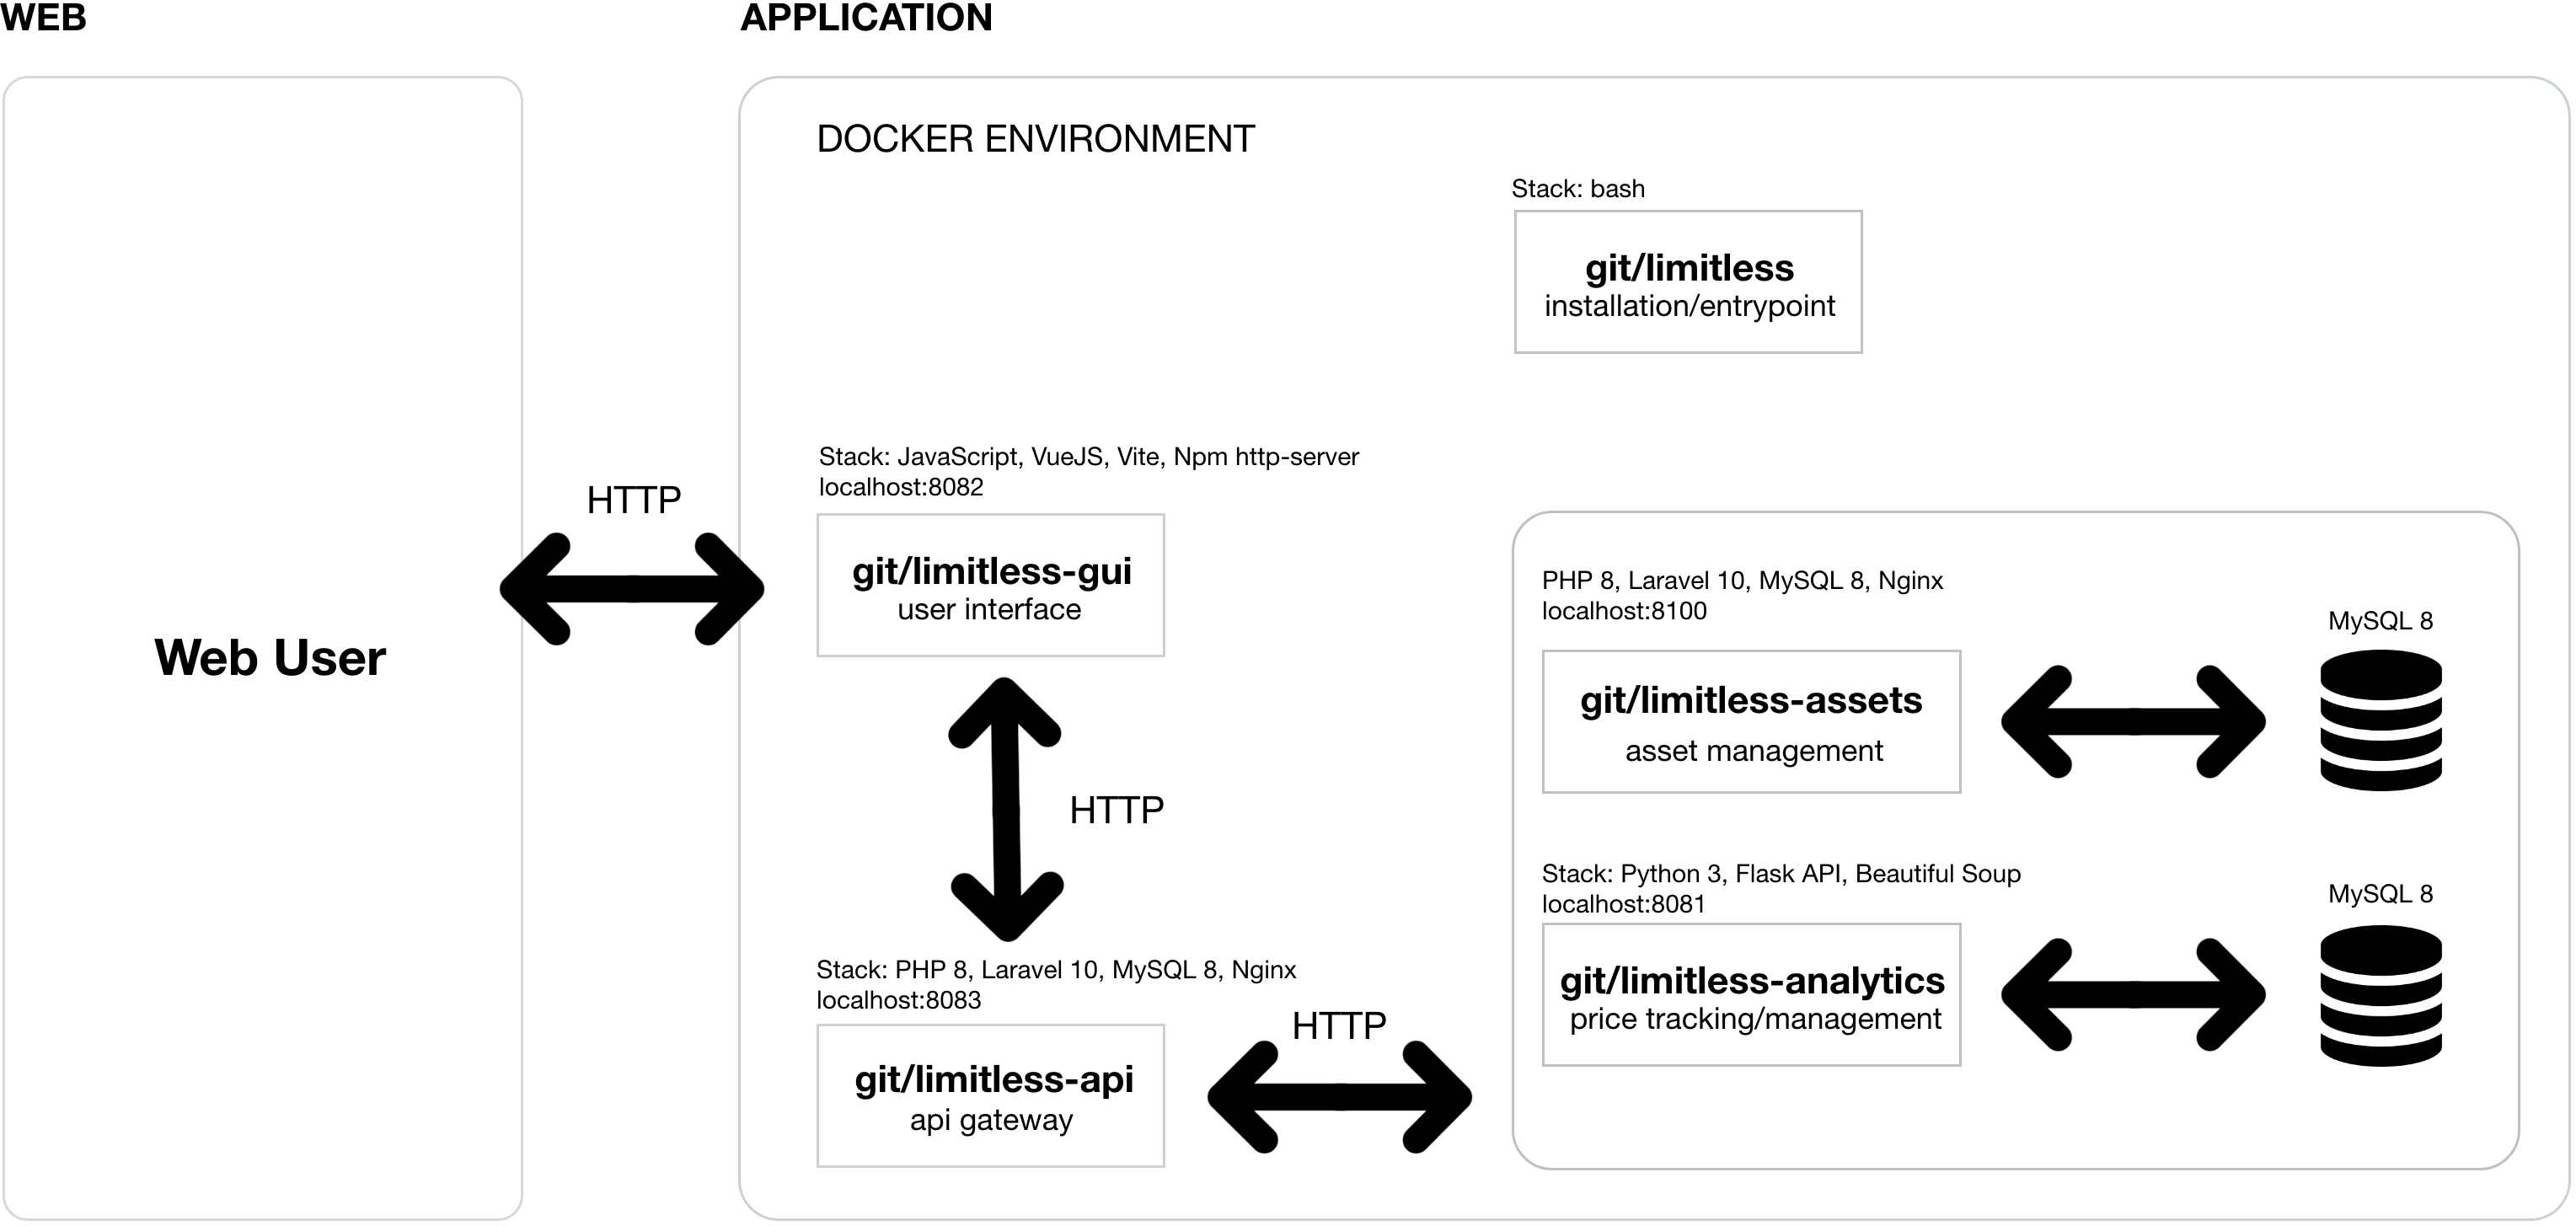 WEB
APPLICATION
DOCKER ENVIRONMENT
Stack: bash
git/limitless
installation/entrypoint
Stack: JavaScript, VueJS, Vite, Npm http-server
localhost:8082
git/limitless-gui
user interface
HTTP
Web User
HTTP
PHP 8, Laravel 10, MySQL 8, Nginx
localhost:8100
git/limitless-assets
asset management
MySQL 8
Stack: Python 3, Flask API, Beautiful Soup
localhost:8081
git/limitless-analytics
price tracking/management
MySQL 8
Stack: PHP 8, Laravel 10, MySQL 8, Nginx
localhost:8083
git/limitless-api
api gateway
HTTP